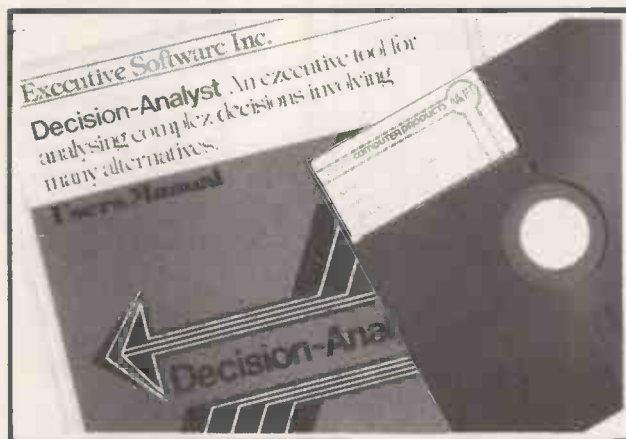 Executive Software Inc.
Decision-Analyst An executive tool for
analysing complex decisions involving
many alternatives.
Users Manual
COMPUTER PRODUCTS
Decision-Anal